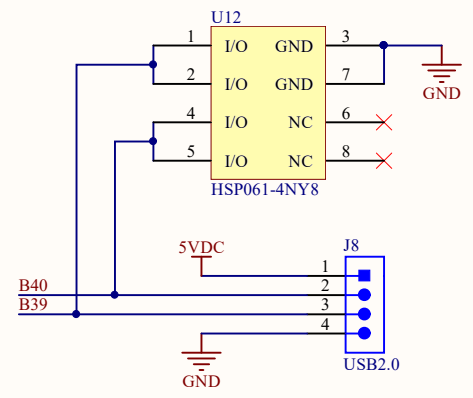 U12
1 I/O GND 3
2 I/O GND 7
4 I/O NC 6
5 I/O NC 8
GND
HSP061-4NY8
5VDC
J8
1
B40 2
B39 3
4
GND
USB2.0